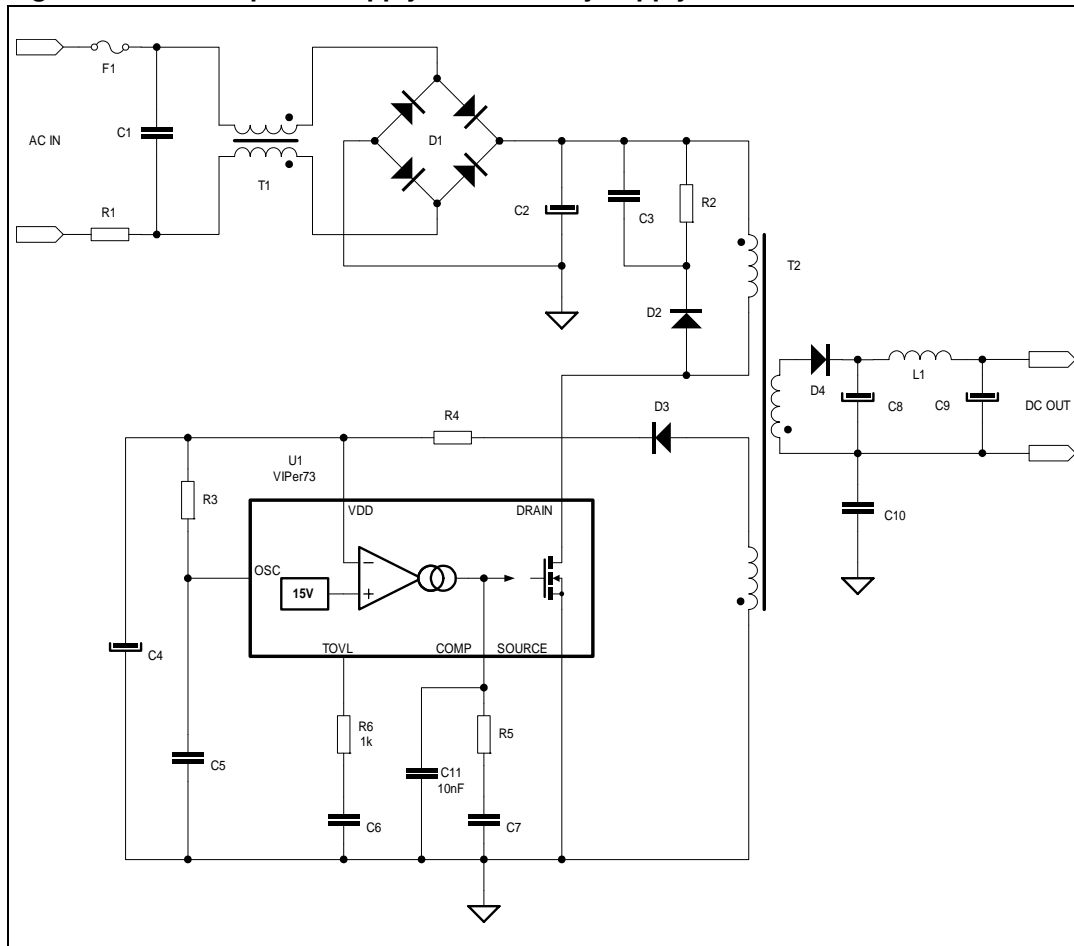 F1
AC IN
C1
R1
T1
D1
C2
C3
R2
D2
T2
D4
L1
C8
C9
DC OUT
C10
D3
R4
R3
U1
VIPer73
VDD
DRAIN
OSC
15V
−
+
TOVL
COMP
SOURCE
C4
C5
R6
1k
R5
C11
10nF
C6
C7